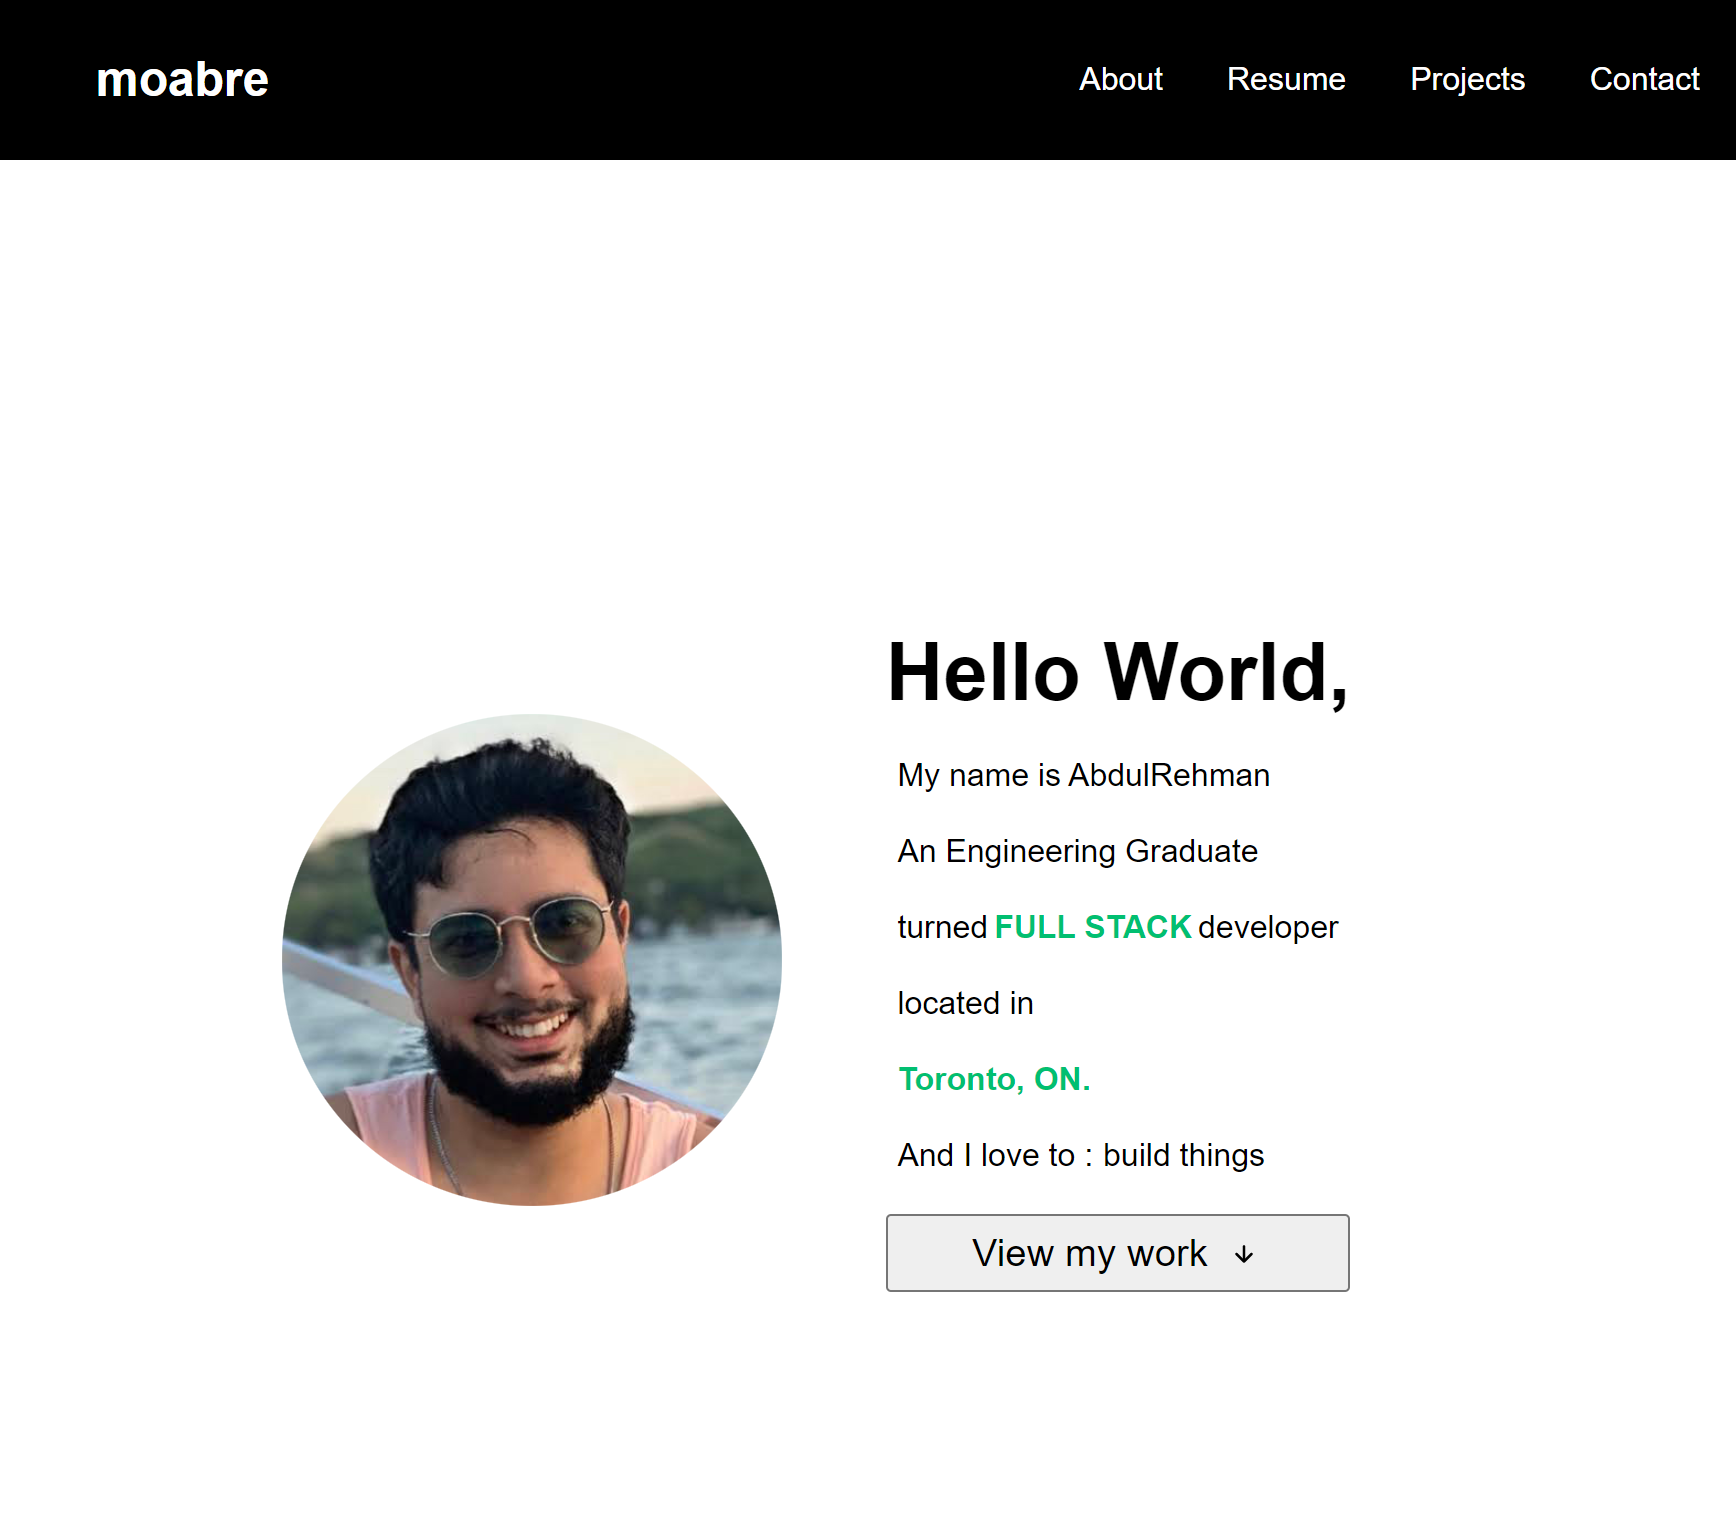 moabre
About Resume Projects Contact
Hello World,
My name is AbdulRehman
An Engineering Graduate
turned FULL STACK developer
located in
Toronto, ON.
And I love to : build things
View my work